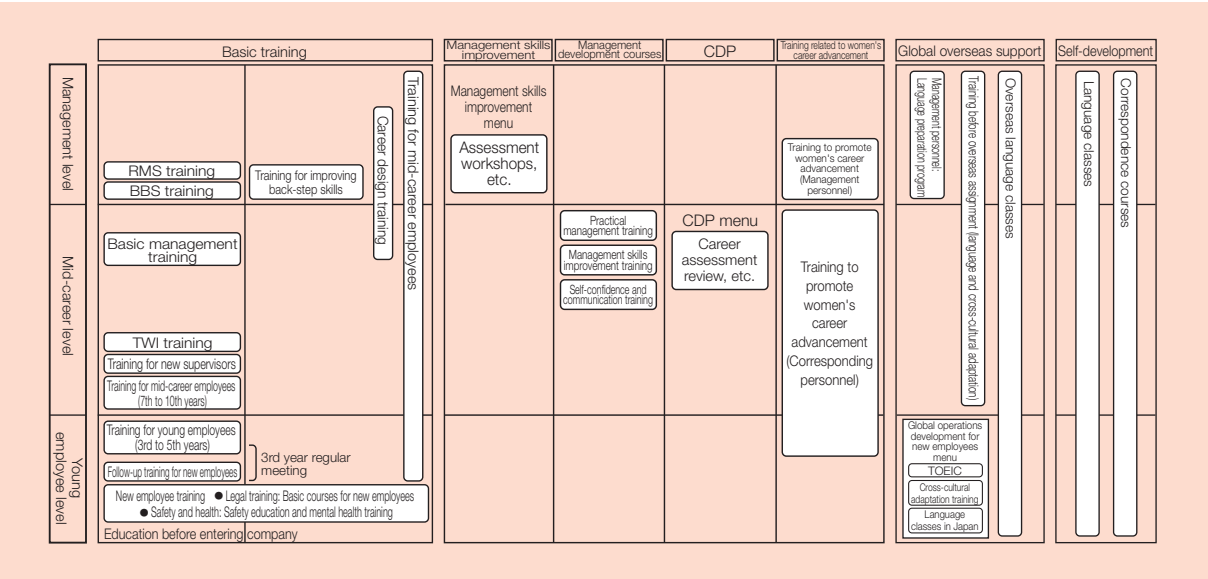 Basic training
Management skills
improvement
Management
development courses
CDP
Training related to women's
career advancement
Global overseas support
Self-development
Management level
Mid-career level
Young
employee level
RMS training
BBS training
Training for improving
back-step skills
Career design training
Training for mid-career employees
Basic management
training
TWI training
Training for new supervisors
Training for mid-career employees
(7th to 10th years)
Training for young employees
(3rd to 5th years)
Follow-up training for new employees
3rd year regular
meeting
New employee training ● Legal training: Basic courses for new employees
● Safety and health: Safety education and mental health training
Education before entering company
Management skills
improvement
menu
Assessment
workshops,
etc.
Practical
management training
Management skills
improvement training
Self-confidence and
communication training
CDP menu
Career
assessment
review, etc.
Training to promote
women's career
advancement
(Management
personnel)
Training to
promote
women's
career
advancement
(Corresponding
personnel)
Management personnel:
Language preparation program
Training before overseas assignment (language and cross-cultural adaptation)
Overseas language classes
Global operations
development for
new employees
menu
TOEIC
Cross-cultural
adaptation training
Language
classes in Japan
Language classes
Correspondence courses